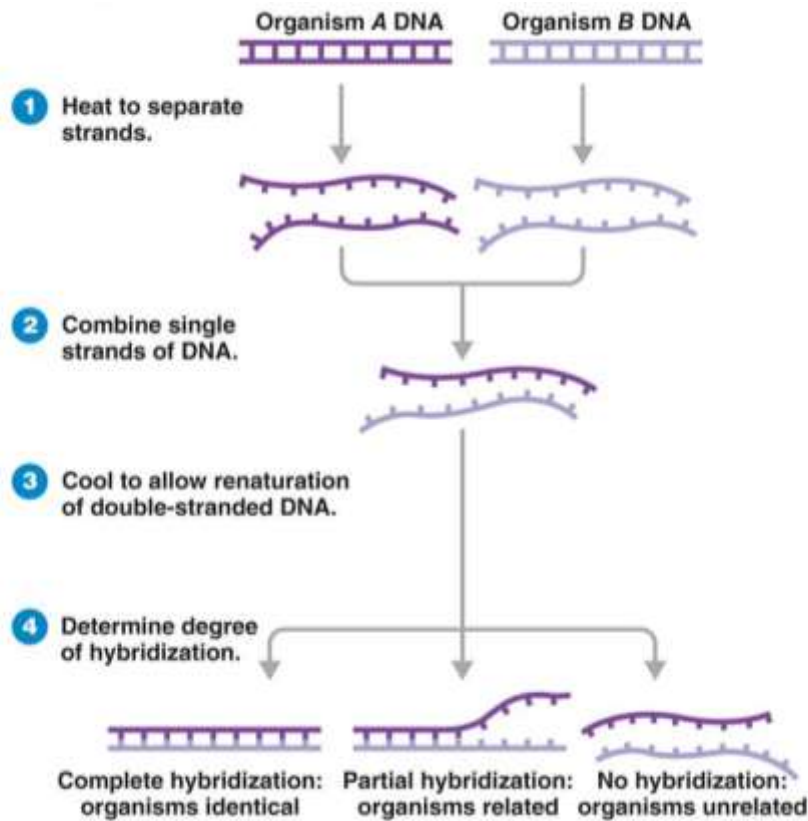 Organism A DNA
Organism B DNA
1 Heat to separate
strands.
2 Combine single
strands of DNA.
3 Cool to allow renaturation
of double-stranded DNA.
4 Determine degree
of hybridization.
Complete hybridization:
organisms identical
Partial hybridization:
organisms related
No hybridization:
organisms unrelated